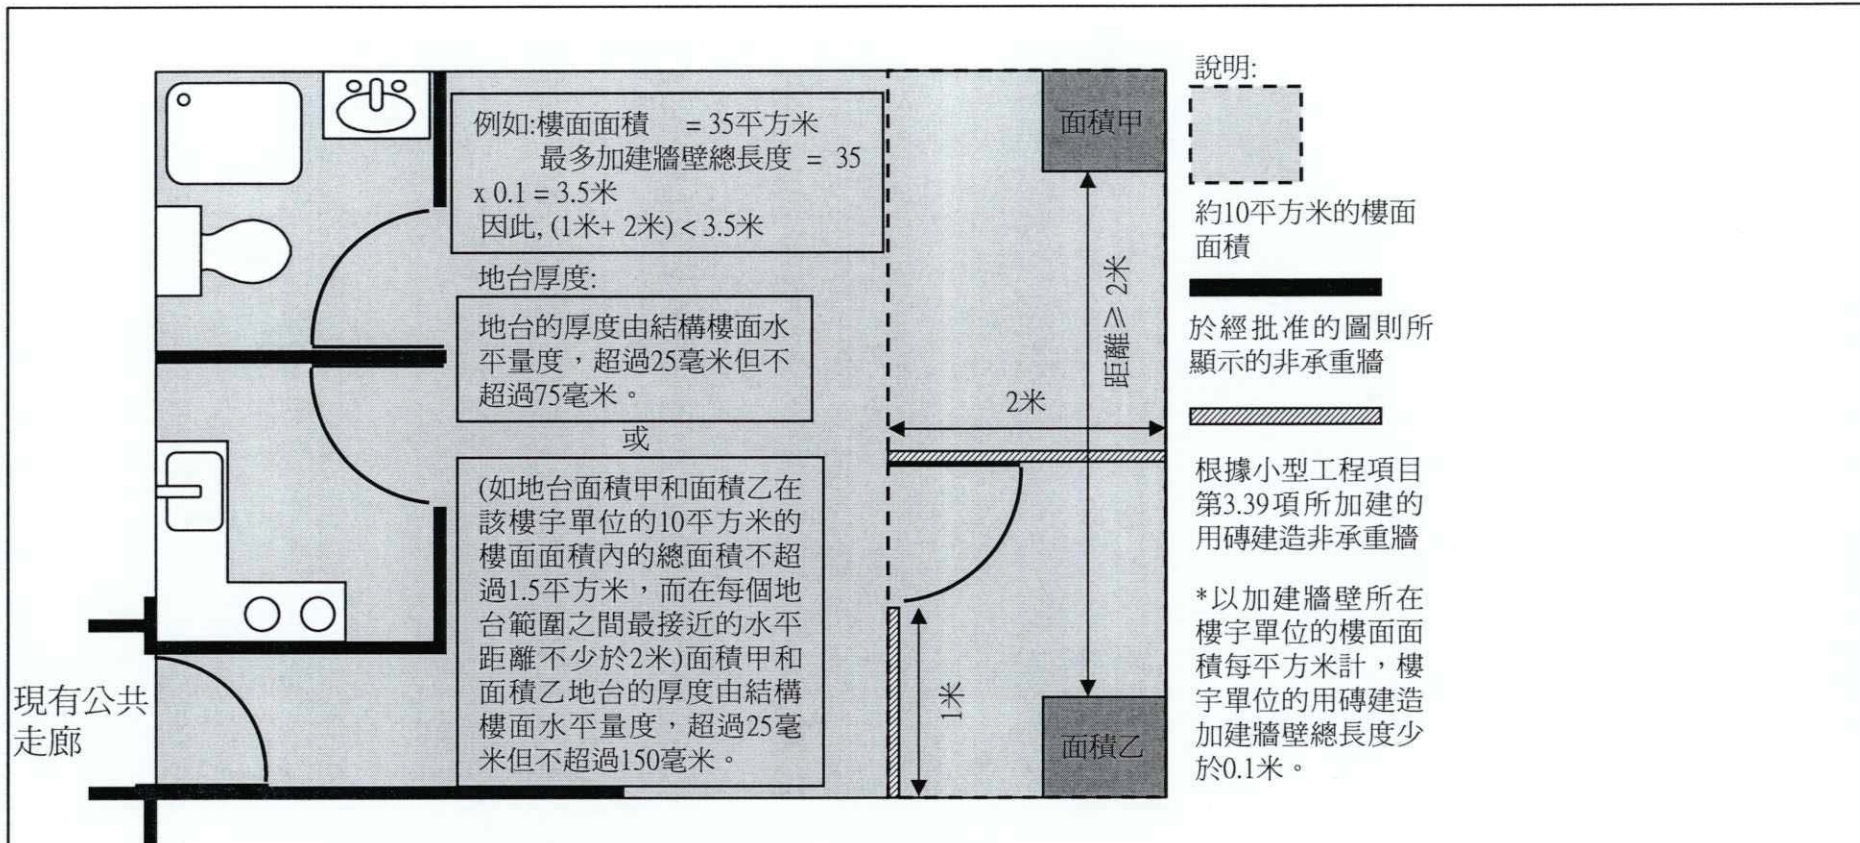 例如:樓面面積 = 35平方米
最多加建牆壁總長度 = 35
x 0.1 = 3.5米
因此, (1米+ 2米) < 3.5米
地台厚度:
地台的厚度由結構樓面水
平量度，超過25毫米但不
超過75毫米。
或
(如地台面積甲和面積乙在
該樓宇單位的10平方米的
樓面面積內的總面積不超
過1.5平方米，而在每個地
台範圍之間最接近的水平
距離不少於2米)面積甲和
面積乙地台的厚度由結構
樓面水平量度，超過25毫
米但不超過150毫米。
現有公共
走廊
面積甲
距離≥ 2米
2米
1米
面積乙
說明:
約10平方米的樓面
面積
於經批准的圖則所
顯示的非承重牆
根據小型工程項目
第3.39項所加建的
用磚建造非承重牆
*以加建牆壁所在
樓宇單位的樓面面
積每平方米計，樓
宇單位的用磚建造
加建牆壁總長度少
於0.1米。